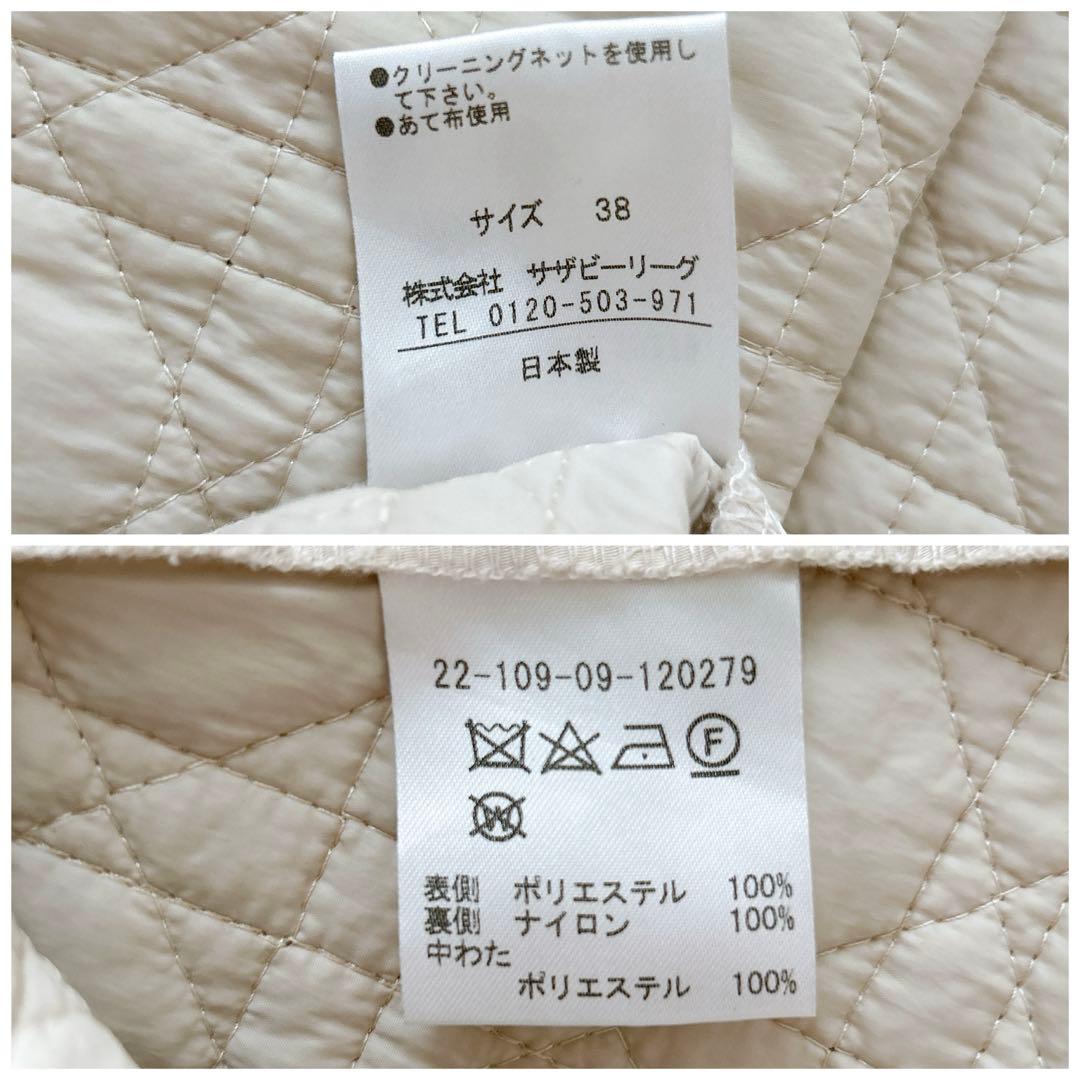 ●クリーニングネットを使用し
て下さい。
●あて布使用
サイズ 38
株式会社 サザビーリーグ
TEL 0120-503-971
日本製
22-109-09-120279
F
W
表側 ポリエステル 100%
裏側 ナイロン 100%
中わた
ポリエステル 100%